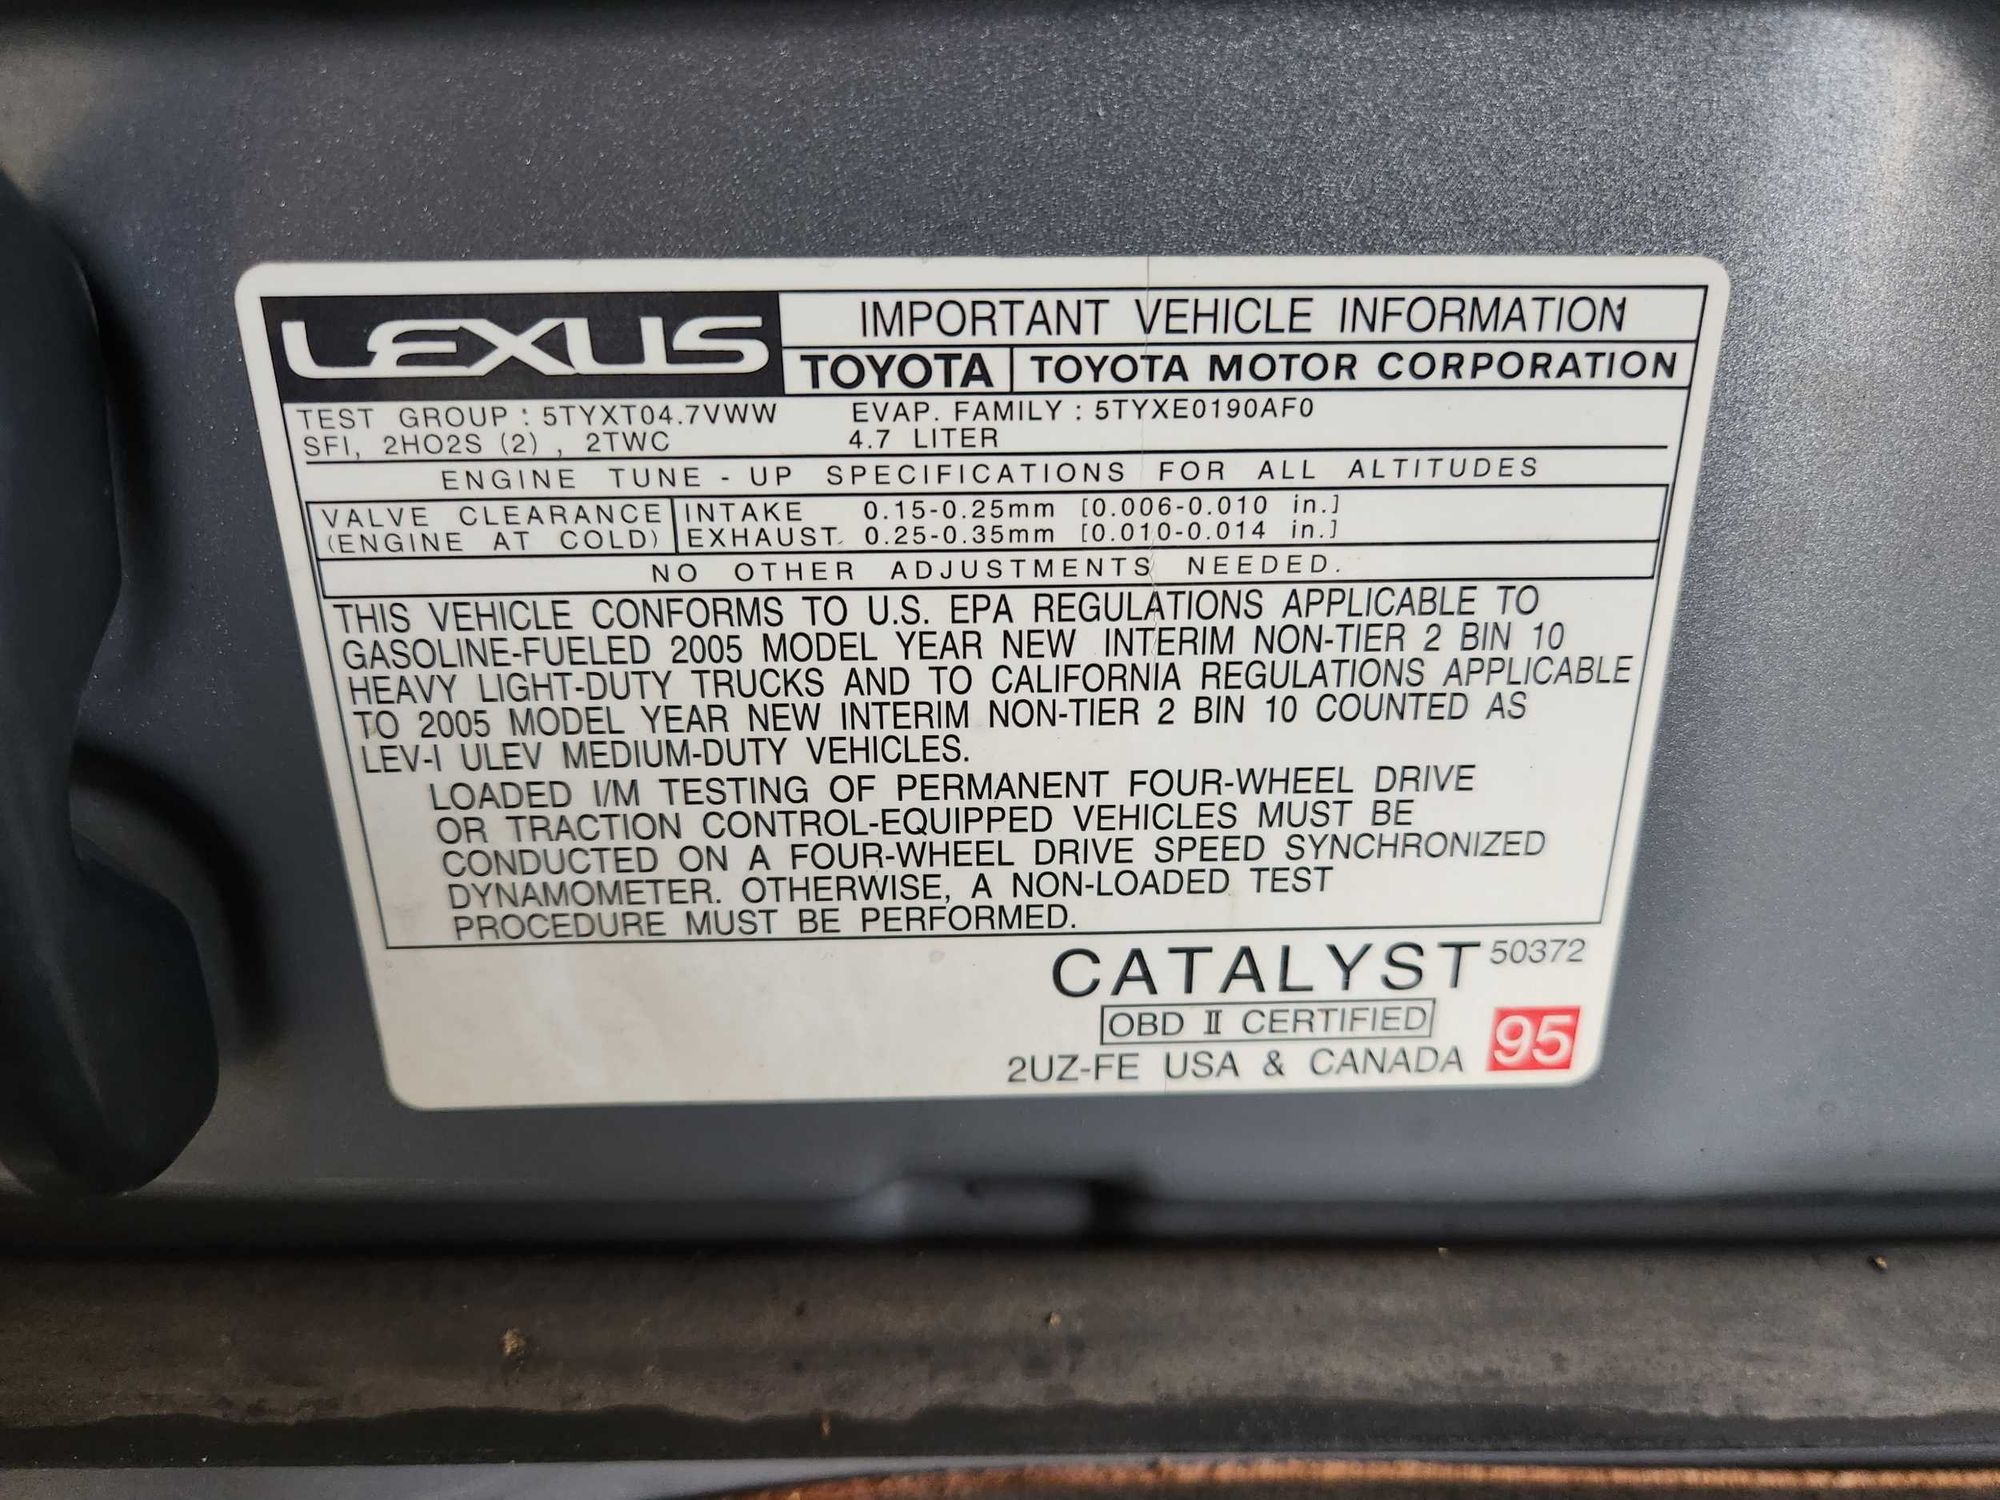 LEXUS IMPORTANT VEHICLE INFORMATION
TOYOTA TOYOTA MOTOR CORPORATION
TEST GROUP : 5TYXT04.7VWW EVAP. FAMILY : 5TYXE0190AF0
SFI, 2HO2S (2) , 2TWC 4.7 LITER
ENGINE TUNE - UP SPECIFICATIONS FOR ALL ALTITUDES
VALVE CLEARANCE INTAKE 0.15-0.25mm [0.006-0.010 in.]
(ENGINE AT COLD) EXHAUST 0.25-0.35mm [0.010-0.014 in.]
NO OTHER ADJUSTMENTS NEEDED.
THIS VEHICLE CONFORMS TO U.S. EPA REGULATIONS APPLICABLE TO
GASOLINE-FUELED 2005 MODEL YEAR NEW INTERIM NON-TIER 2 BIN 10
HEAVY LIGHT-DUTY TRUCKS AND TO CALIFORNIA REGULATIONS APPLICABLE
TO 2005 MODEL YEAR NEW INTERIM NON-TIER 2 BIN 10 COUNTED AS
LEV-I ULEV MEDIUM-DUTY VEHICLES.
LOADED I/M TESTING OF PERMANENT FOUR-WHEEL DRIVE
OR TRACTION CONTROL-EQUIPPED VEHICLES MUST BE
CONDUCTED ON A FOUR-WHEEL DRIVE SPEED SYNCHRONIZED
DYNAMOMETER. OTHERWISE, A NON-LOADED TEST
PROCEDURE MUST BE PERFORMED.
CATALYST 50372
OBD II CERTIFIED
2UZ-FE USA & CANADA 95